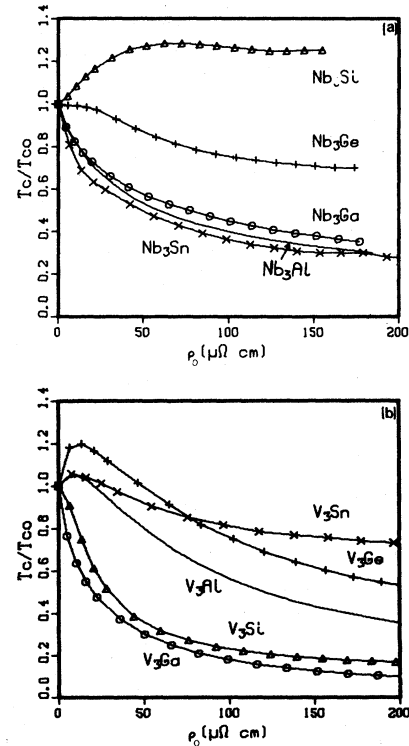 (a)
1.4
1.2
1.0
0.8
0.6
0.4
0.2
0.0
Tc/Tco
Nb₃Si
Nb₃Ge
Nb₃Ga
Nb₃Sn
Nb₃Al
0 50 100 150 200
ρ₀(μΩ cm)
(b)
1.4
1.2
1.0
0.8
0.6
0.4
0.2
0.0
Tc/Tco
V₃Sn
V₃Ge
V₃Al
V₃Si
V₃Ga
0 50 100 150 200
ρ₀(μΩ cm)